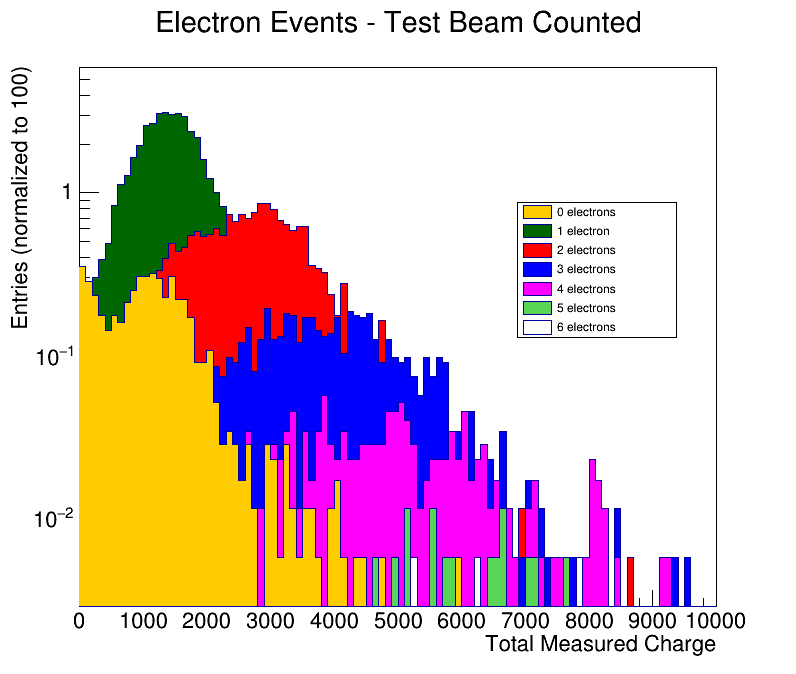 Electron Events - Test Beam Counted
Entries (normalized to 100)
1
10⁻¹
10⁻²
0 electrons
1 electron
2 electrons
3 electrons
4 electrons
5 electrons
6 electrons
0 1000 2000 3000 4000 5000 6000 7000 8000 9000 10000
Total Measured Charge